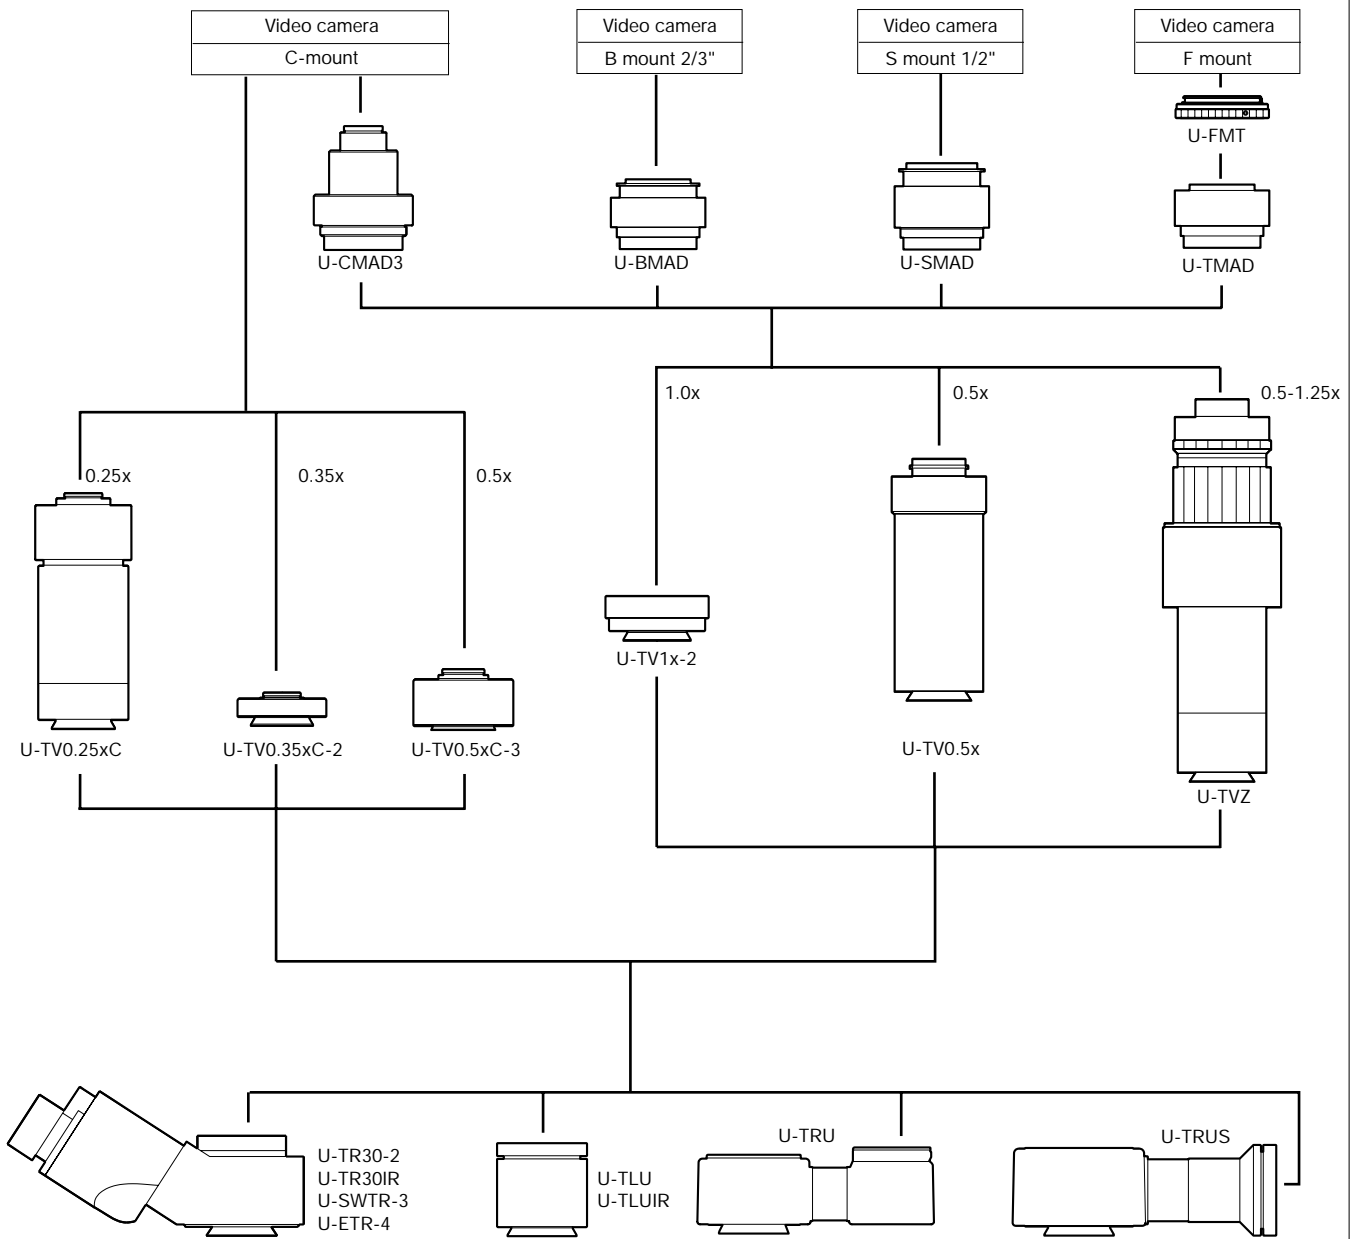 Video camera
C-mount
Video camera
B mount 2/3"
Video camera
S mount 1/2"
Video camera
F mount
U-FMT
U-CMAD3
U-BMAD
U-SMAD
U-TMAD
1.0x
0.5x
0.5-1.25x
0.25x
0.35x
0.5x
U-TV1x-2
U-TV0.25xC
U-TV0.35xC-2
U-TV0.5xC-3
U-TV0.5x
U-TVZ
U-TR30-2
U-TR30IR
U-SWTR-3
U-ETR-4
U-TLU
U-TLUIR
U-TRU
U-TRUS